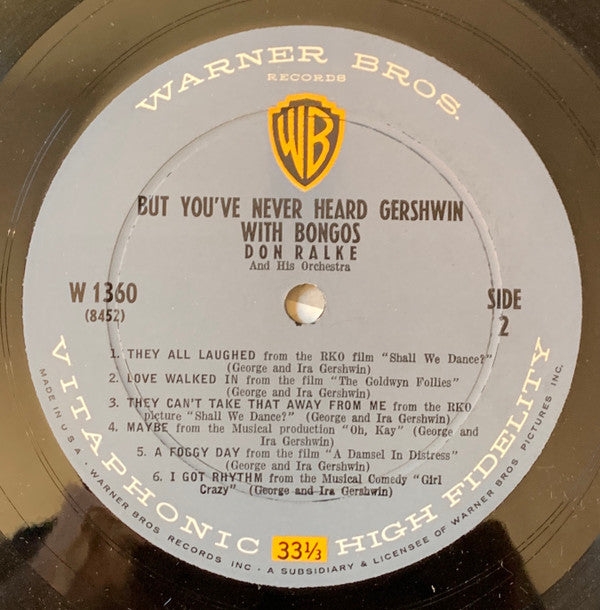 WARNER BROS.
RECORDS
WB
BUT YOU'VE NEVER HEARD GERSHWIN
WITH BONGOS
DON RALKE
And His Orchestra
W 1360
(8452)
SIDE
2
1. THEY ALL LAUGHED from the RKO film "Shall We Dance?"
(George and Ira Gershwin)
2. LOVE WALKED IN from the film "The Goldwyn Follies"
(George and Ira Gershwin)
3. THEY CAN'T TAKE THAT AWAY FROM ME from the RKO
picture "Shall We Dance?" (George and Ira Gershwin)
4. MAYBE from the Musical production "Oh, Kay" (George and
Ira Gershwin)
5. A FOGGY DAY from the film "A Damsel In Distress"
(George and Ira Gershwin)
6. I GOT RHYTHM from the Musical Comedy "Girl
Crazy" (George and Ira Gershwin)
VITAPHONIC HIGH FIDELITY
33⅓
MADE IN U.S.A. • WARNER BROS. RECORDS INC. • A SUBSIDIARY & LICENSEE OF WARNER BROS. PICTURES INC.